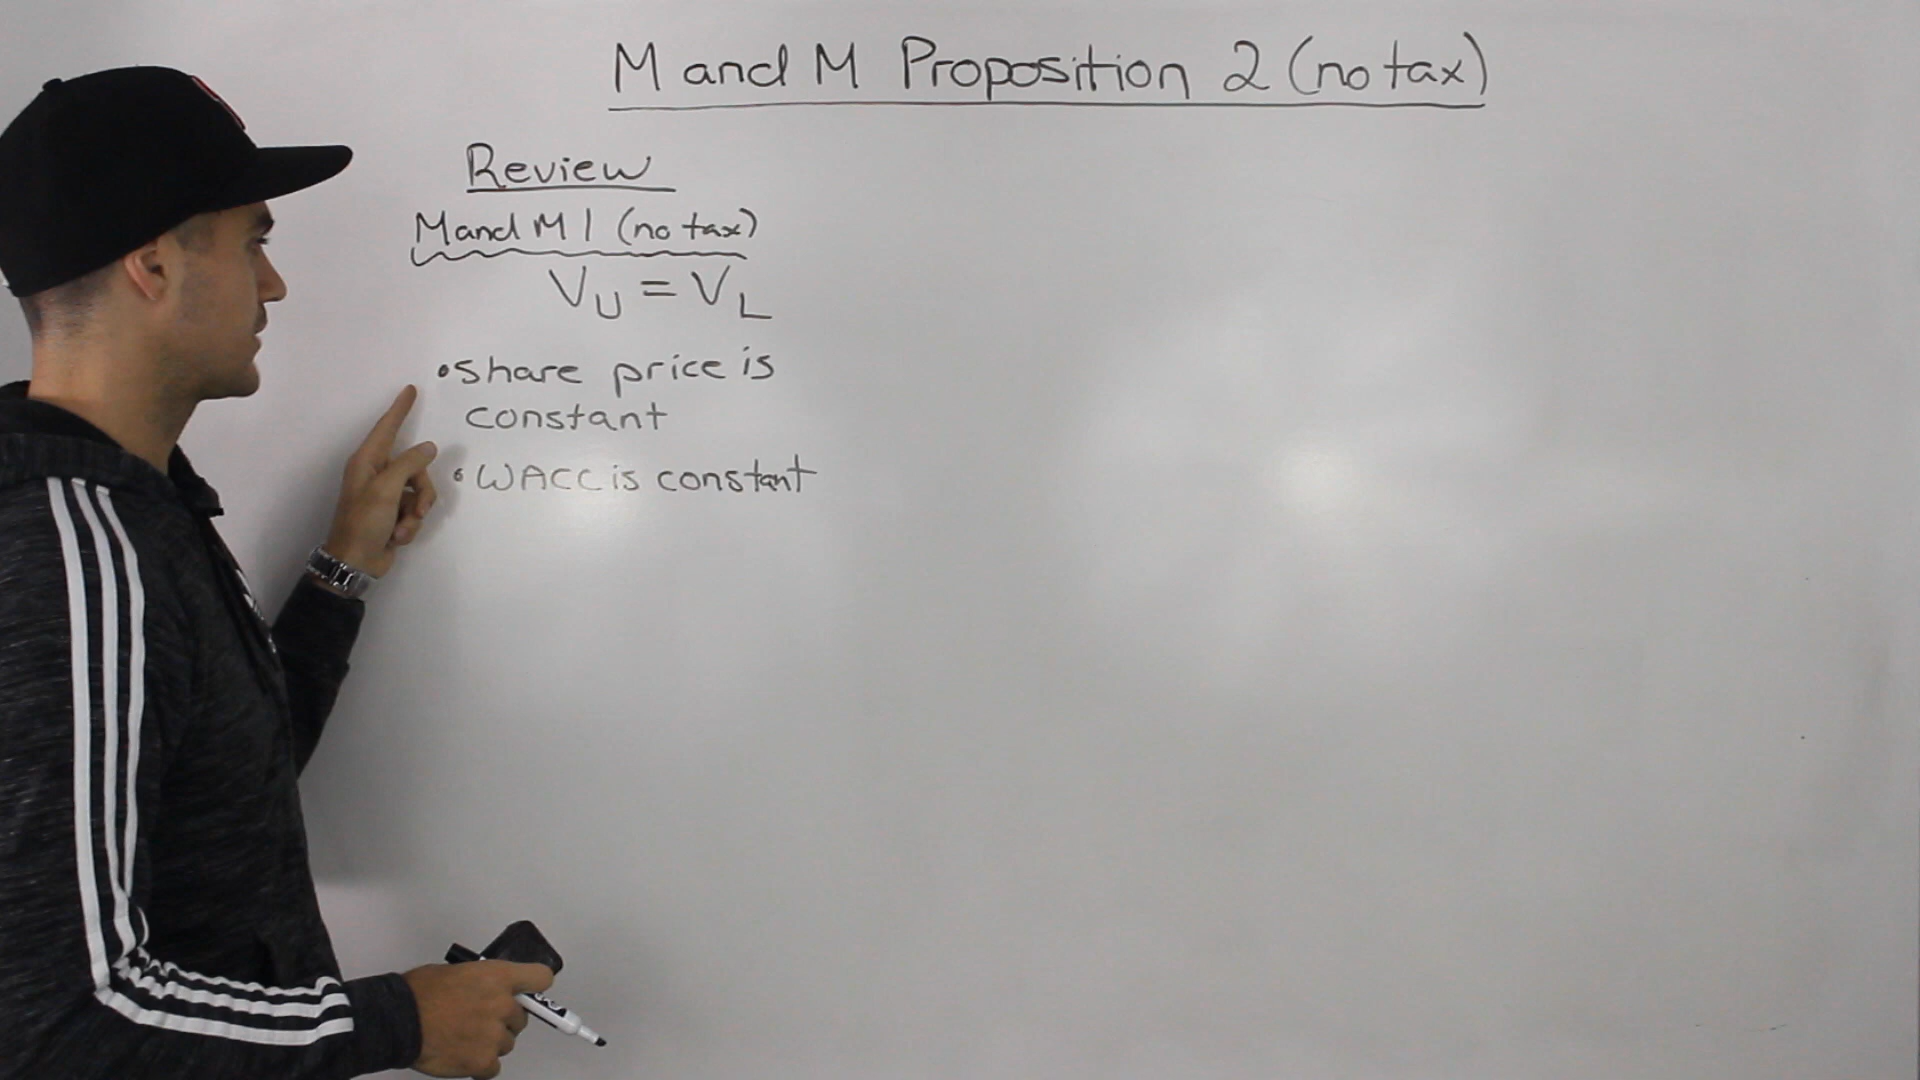 M and M Proposition 2 (no tax)
Review
M and M 1 (no tax)
VU = VL
• share price is
constant
• WACC is constant